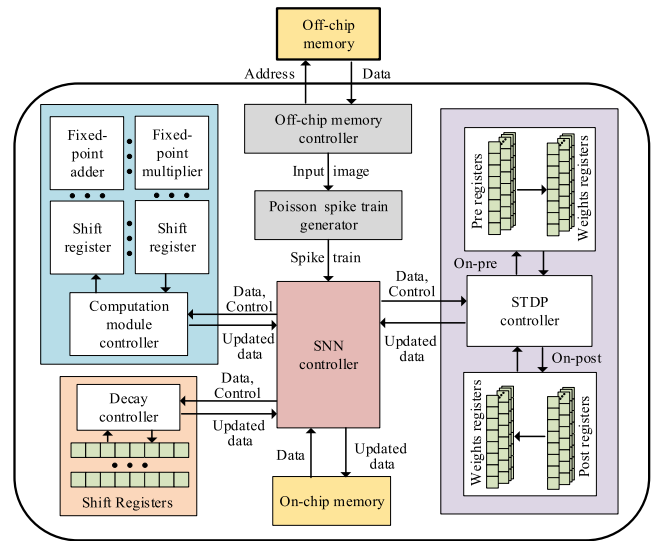 Off-chip
memory
Address
Data
Off-chip memory
controller
Input image
Poisson spike train
generator
Spike train
Fixed-
point
adder
Fixed-
point
multiplier
Shift
register
Shift
register
Computation
module
controller
Data,
Control
Updated
data
SNN
controller
Data,
Control
Updated
data
Decay
controller
Shift Registers
Data,
Control
Updated
data
Data
Updated
data
On-chip memory
Pre registers
Weights registers
On-pre
STDP
controller
On-post
Weights registers
Post registers